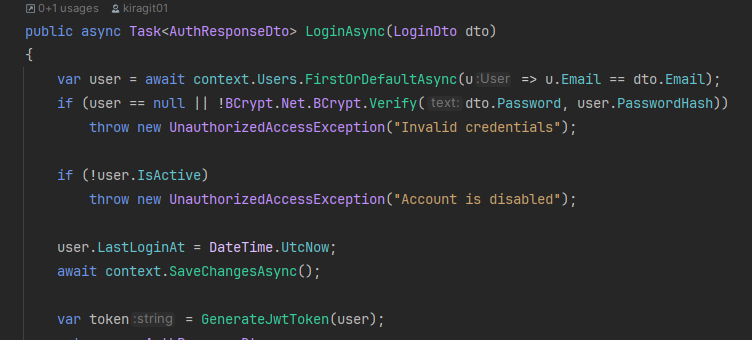 0+1 usages kiragit01
public async Task<AuthResponseDto> LoginAsync(LoginDto dto)
{
var user = await context.Users.FirstOrDefaultAsync(u :User => u.Email == dto.Email);
if (user == null || !BCrypt.Net.BCrypt.Verify( text: dto.Password, user.PasswordHash))
throw new UnauthorizedAccessException("Invalid credentials");
if (!user.IsActive)
throw new UnauthorizedAccessException("Account is disabled");
user.LastLoginAt = DateTime.UtcNow;
await context.SaveChangesAsync();
var token :string = GenerateJwtToken(user);